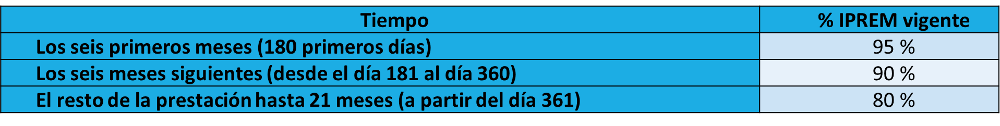 Tiempo % IPREM vigente
Los seis primeros meses (180 primeros días) 95 %
Los seis meses siguientes (desde el día 181 al día 360) 90 %
El resto de la prestación hasta 21 meses (a partir del día 361) 80 %